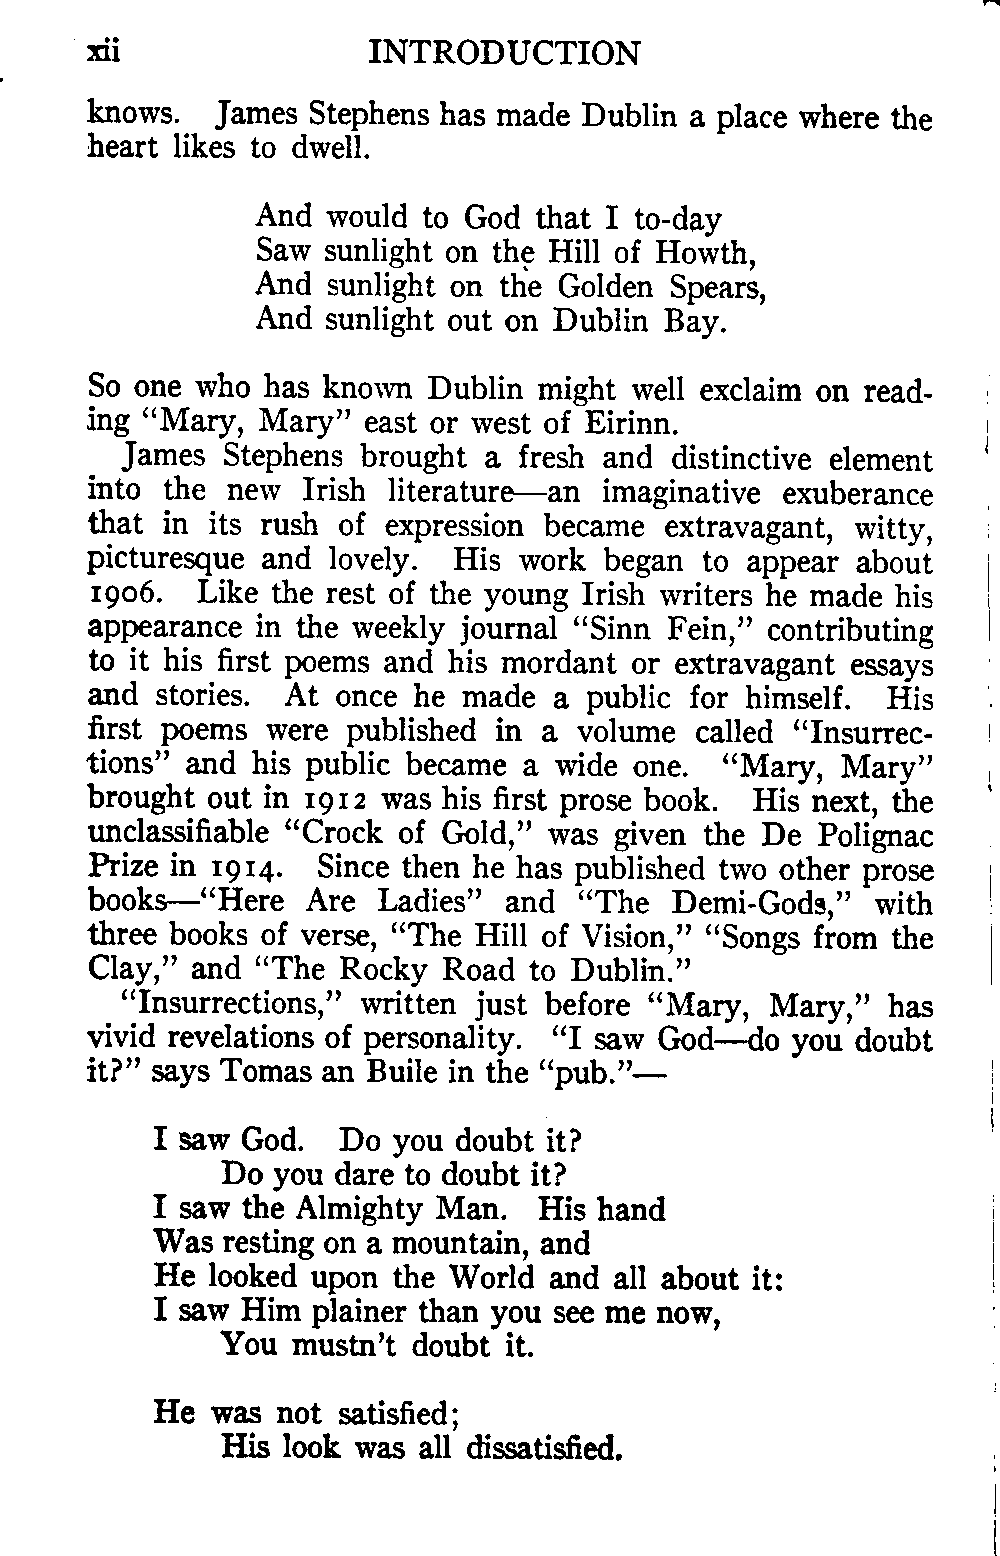 xii INTRODUCTION
knows. James Stephens has made Dublin a place where the
heart likes to dwell.
And would to God that I to-day
Saw sunlight on the Hill of Howth,
And sunlight on the Golden Spears,
And sunlight out on Dublin Bay.
So one who has known Dublin might well exclaim on read-
ing “Mary, Mary” east or west of Eirinn.
James Stephens brought a fresh and distinctive element
into the new Irish literature—an imaginative exuberance
that in its rush of expression became extravagant, witty,
picturesque and lovely. His work began to appear about
1906. Like the rest of the young Irish writers he made his
appearance in the weekly journal “Sinn Fein,” contributing
to it his first poems and his mordant or extravagant essays
and stories. At once he made a public for himself. His
first poems were published in a volume called “Insurrec-
tions” and his public became a wide one. “Mary, Mary”
brought out in 1912 was his first prose book. His next, the
unclassifiable “Crock of Gold,” was given the De Polignac
Prize in 1914. Since then he has published two other prose
books—“Here Are Ladies” and “The Demi-Gods,” with
three books of verse, “The Hill of Vision,” “Songs from the
Clay,” and “The Rocky Road to Dublin.”
“Insurrections,” written just before “Mary, Mary,” has
vivid revelations of personality. “I saw God—do you doubt
it?” says Tomas an Buile in the “pub.”—
I saw God. Do you doubt it?
Do you dare to doubt it?
I saw the Almighty Man. His hand
Was resting on a mountain, and
He looked upon the World and all about it:
I saw Him plainer than you see me now,
You mustn't doubt it.
He was not satisfied;
His look was all dissatisfied.